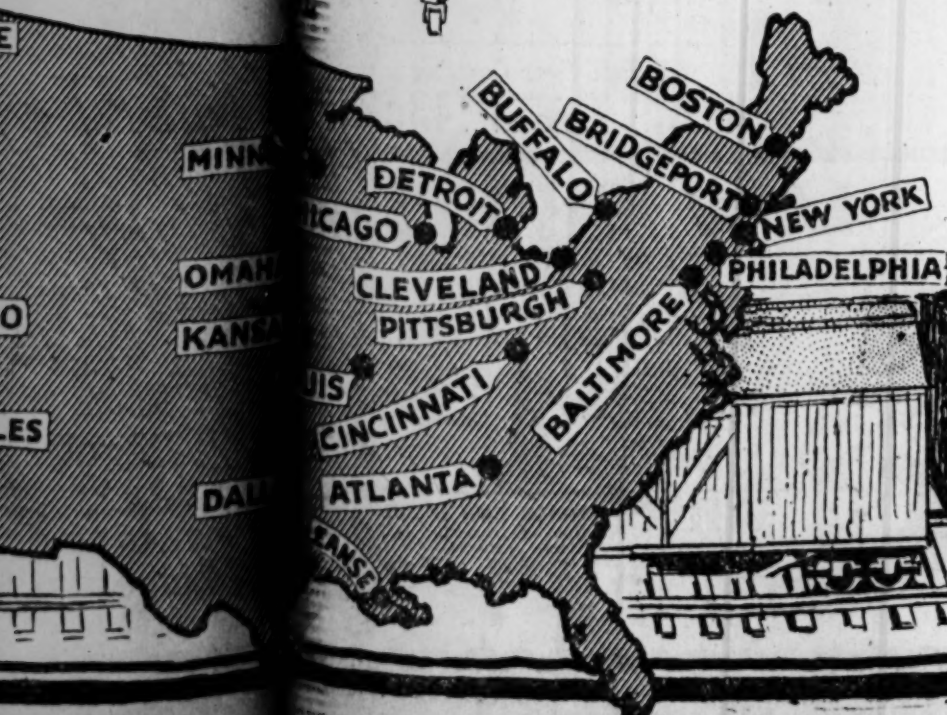 BOSTON
BUFFALO
BRIDGEPORT
MINN
DETROIT
NEW YORK
ICAGO
PHILADELPHIA
OMAH
CLEVELAND
PITTSBURGH
O
KANSA
BALTIMORE
UIS
CINCINNATI
LES
DAL
ATLANTA
E